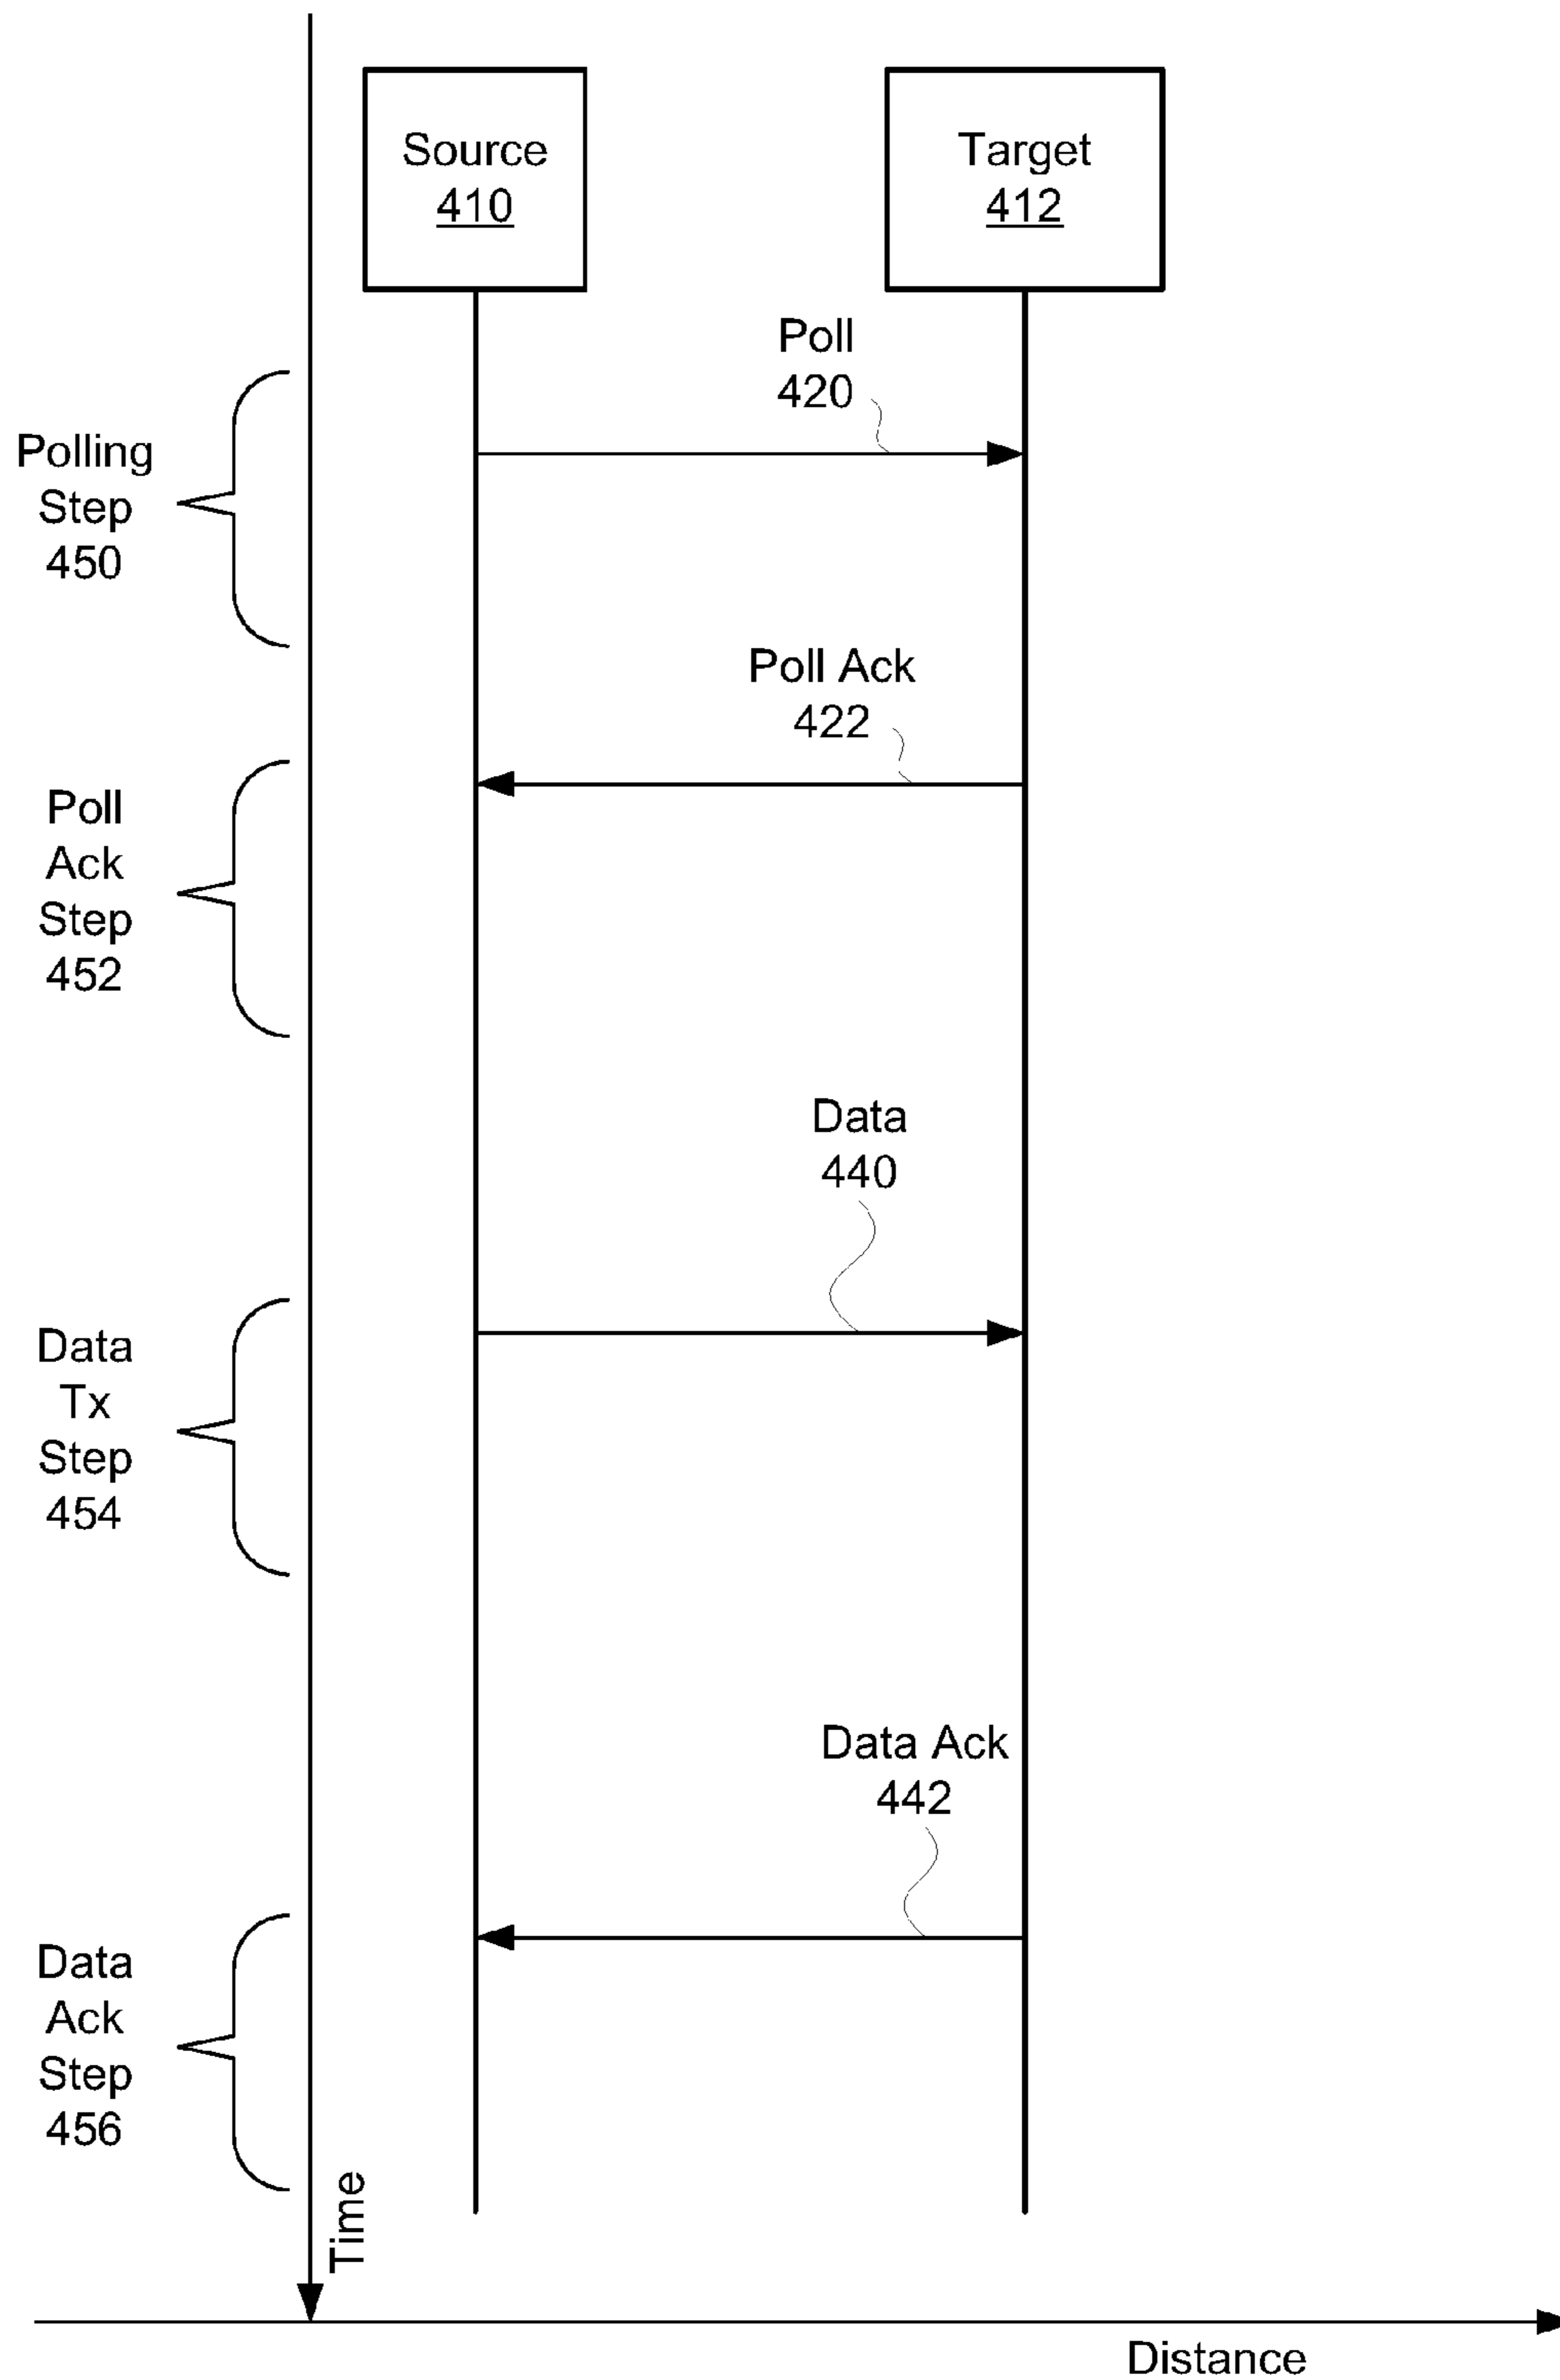 Source
410
Target
412
Poll
420
Polling
Step
450
Poll Ack
422
Poll
Ack
Step
452
Data
440
Data
Tx
Step
454
Data Ack
442
Data
Ack
Step
456
Time
Distance